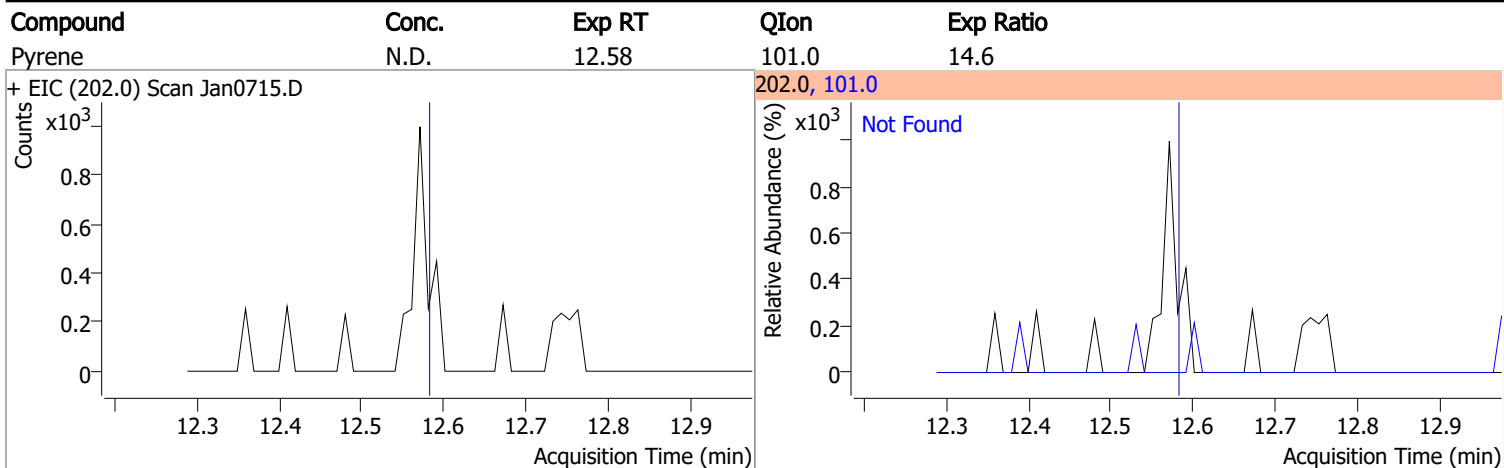 Compound Conc. Exp RT QIon Exp Ratio
Pyrene N.D. 12.58 101.0 14.6
+ EIC (202.0) Scan Jan0715.D
Counts
x10³
0.8
0.6
0.4
0.2
0
12.3 12.4 12.5 12.6 12.7 12.8 12.9
Acquisition Time (min)
202.0, 101.0
Relative Abundance (%)
x10³
Not Found
0.8
0.6
0.4
0.2
0
12.3 12.4 12.5 12.6 12.7 12.8 12.9
Acquisition Time (min)